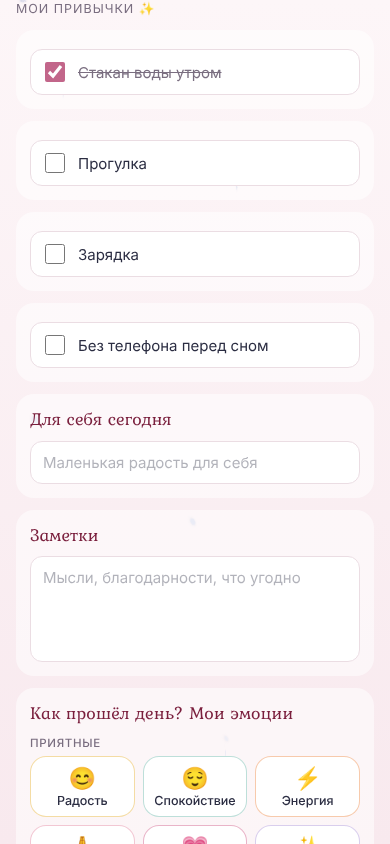 МОИ ПРИВЫЧКИ ✨
Стакан воды утром
Прогулка
Зарядка
Без телефона перед сном
Для себя сегодня
Маленькая радость для себя
Заметки
Мысли, благодарности, что угодно
Как прошёл день? Мои эмоции
ПРИЯТНЫЕ
Радость
Спокойствие
Энергия